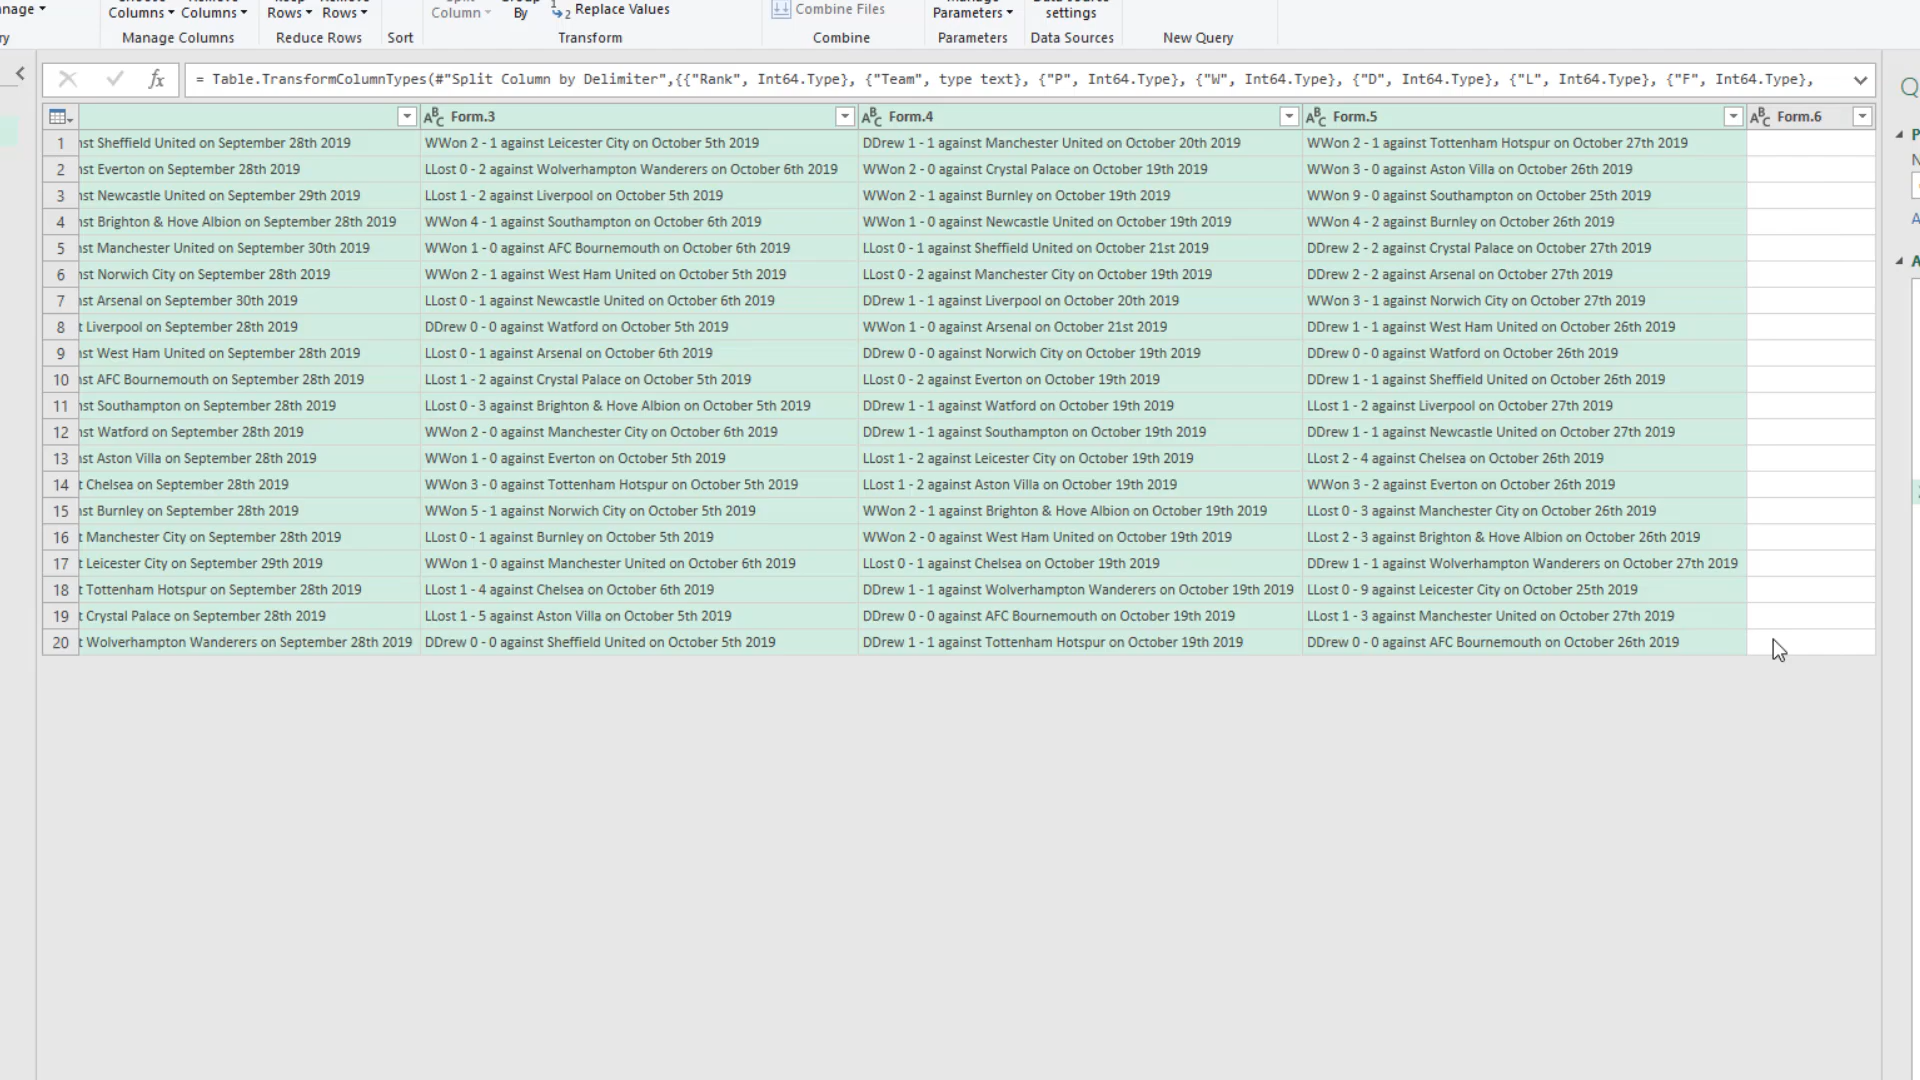 Columns Columns Rows Rows Column By Replace Values Combine Files Parameters settings
Manage Columns Reduce Rows Sort Transform Combine Parameters Data Sources New Query
fx = Table.TransformColumnTypes(#"Split Column by Delimiter",{{"Rank", Int64.Type}, {"Team", type text}, {"P", Int64.Type}, {"W", Int64.Type}, {"D", Int64.Type}, {"L", Int64.Type}, {"F", Int64.Type},
ABC Form.3 ABC Form.4 ABC Form.5 ABC Form.6
1 Sheffield United on September 28th 2019 WWon 2 - 1 against Leicester City on October 5th 2019 DDrew 1 - 1 against Manchester United on October 20th 2019 WWon 2 - 1 against Tottenham Hotspur on October 27th 2019
2 Everton on September 28th 2019 LLost 0 - 2 against Wolverhampton Wanderers on October 6th 2019 WWon 2 - 0 against Crystal Palace on October 19th 2019 WWon 3 - 0 against Aston Villa on October 26th 2019
3 Newcastle United on September 29th 2019 LLost 1 - 2 against Liverpool on October 5th 2019 WWon 2 - 1 against Burnley on October 19th 2019 WWon 9 - 0 against Southampton on October 25th 2019
4 Brighton & Hove Albion on September 28th 2019 WWon 4 - 1 against Southampton on October 6th 2019 WWon 1 - 0 against Newcastle United on October 19th 2019 WWon 4 - 2 against Burnley on October 26th 2019
5 Manchester United on September 30th 2019 WWon 1 - 0 against AFC Bournemouth on October 6th 2019 LLost 0 - 1 against Sheffield United on October 21st 2019 DDrew 2 - 2 against Crystal Palace on October 27th 2019
6 Norwich City on September 28th 2019 WWon 2 - 1 against West Ham United on October 5th 2019 LLost 0 - 2 against Manchester City on October 19th 2019 DDrew 2 - 2 against Arsenal on October 27th 2019
7 Arsenal on September 30th 2019 LLost 0 - 1 against Newcastle United on October 6th 2019 DDrew 1 - 1 against Liverpool on October 20th 2019 WWon 3 - 1 against Norwich City on October 27th 2019
8 Liverpool on September 28th 2019 DDrew 0 - 0 against Watford on October 5th 2019 WWon 1 - 0 against Arsenal on October 21st 2019 DDrew 1 - 1 against West Ham United on October 26th 2019
9 West Ham United on September 28th 2019 LLost 0 - 1 against Arsenal on October 6th 2019 DDrew 0 - 0 against Norwich City on October 19th 2019 DDrew 0 - 0 against Watford on October 26th 2019
10 AFC Bournemouth on September 28th 2019 LLost 1 - 2 against Crystal Palace on October 5th 2019 LLost 0 - 2 against Everton on October 19th 2019 DDrew 1 - 1 against Sheffield United on October 26th 2019
11 Southampton on September 28th 2019 LLost 0 - 3 against Brighton & Hove Albion on October 5th 2019 DDrew 1 - 1 against Watford on October 19th 2019 LLost 1 - 2 against Liverpool on October 27th 2019
12 Watford on September 28th 2019 WWon 2 - 0 against Manchester City on October 6th 2019 DDrew 1 - 1 against Southampton on October 19th 2019 DDrew 1 - 1 against Newcastle United on October 27th 2019
13 Aston Villa on September 28th 2019 WWon 1 - 0 against Everton on October 5th 2019 LLost 1 - 2 against Leicester City on October 19th 2019 LLost 2 - 4 against Chelsea on October 26th 2019
14 Chelsea on September 28th 2019 WWon 3 - 0 against Tottenham Hotspur on October 5th 2019 LLost 1 - 2 against Aston Villa on October 19th 2019 WWon 3 - 2 against Everton on October 26th 2019
15 Burnley on September 28th 2019 WWon 5 - 1 against Norwich City on October 5th 2019 WWon 2 - 1 against Brighton & Hove Albion on October 19th 2019 LLost 0 - 3 against Manchester City on October 26th 2019
16 Manchester City on September 28th 2019 LLost 0 - 1 against Burnley on October 5th 2019 WWon 2 - 0 against West Ham United on October 19th 2019 LLost 2 - 3 against Brighton & Hove Albion on October 26th 2019
17 Leicester City on September 29th 2019 WWon 1 - 0 against Manchester United on October 6th 2019 LLost 0 - 1 against Chelsea on October 19th 2019 DDrew 1 - 1 against Wolverhampton Wanderers on October 27th 2019
18 Tottenham Hotspur on September 28th 2019 LLost 1 - 4 against Chelsea on October 6th 2019 DDrew 1 - 1 against Wolverhampton Wanderers on October 19th 2019 LLost 0 - 9 against Leicester City on October 25th 2019
19 Crystal Palace on September 28th 2019 LLost 1 - 5 against Aston Villa on October 5th 2019 DDrew 0 - 0 against AFC Bournemouth on October 19th 2019 LLost 1 - 3 against Manchester United on October 27th 2019
20 Wolverhampton Wanderers on September 28th 2019 DDrew 0 - 0 against Sheffield United on October 5th 2019 DDrew 1 - 1 against Tottenham Hotspur on October 19th 2019 DDrew 0 - 0 against AFC Bournemouth on October 26th 2019